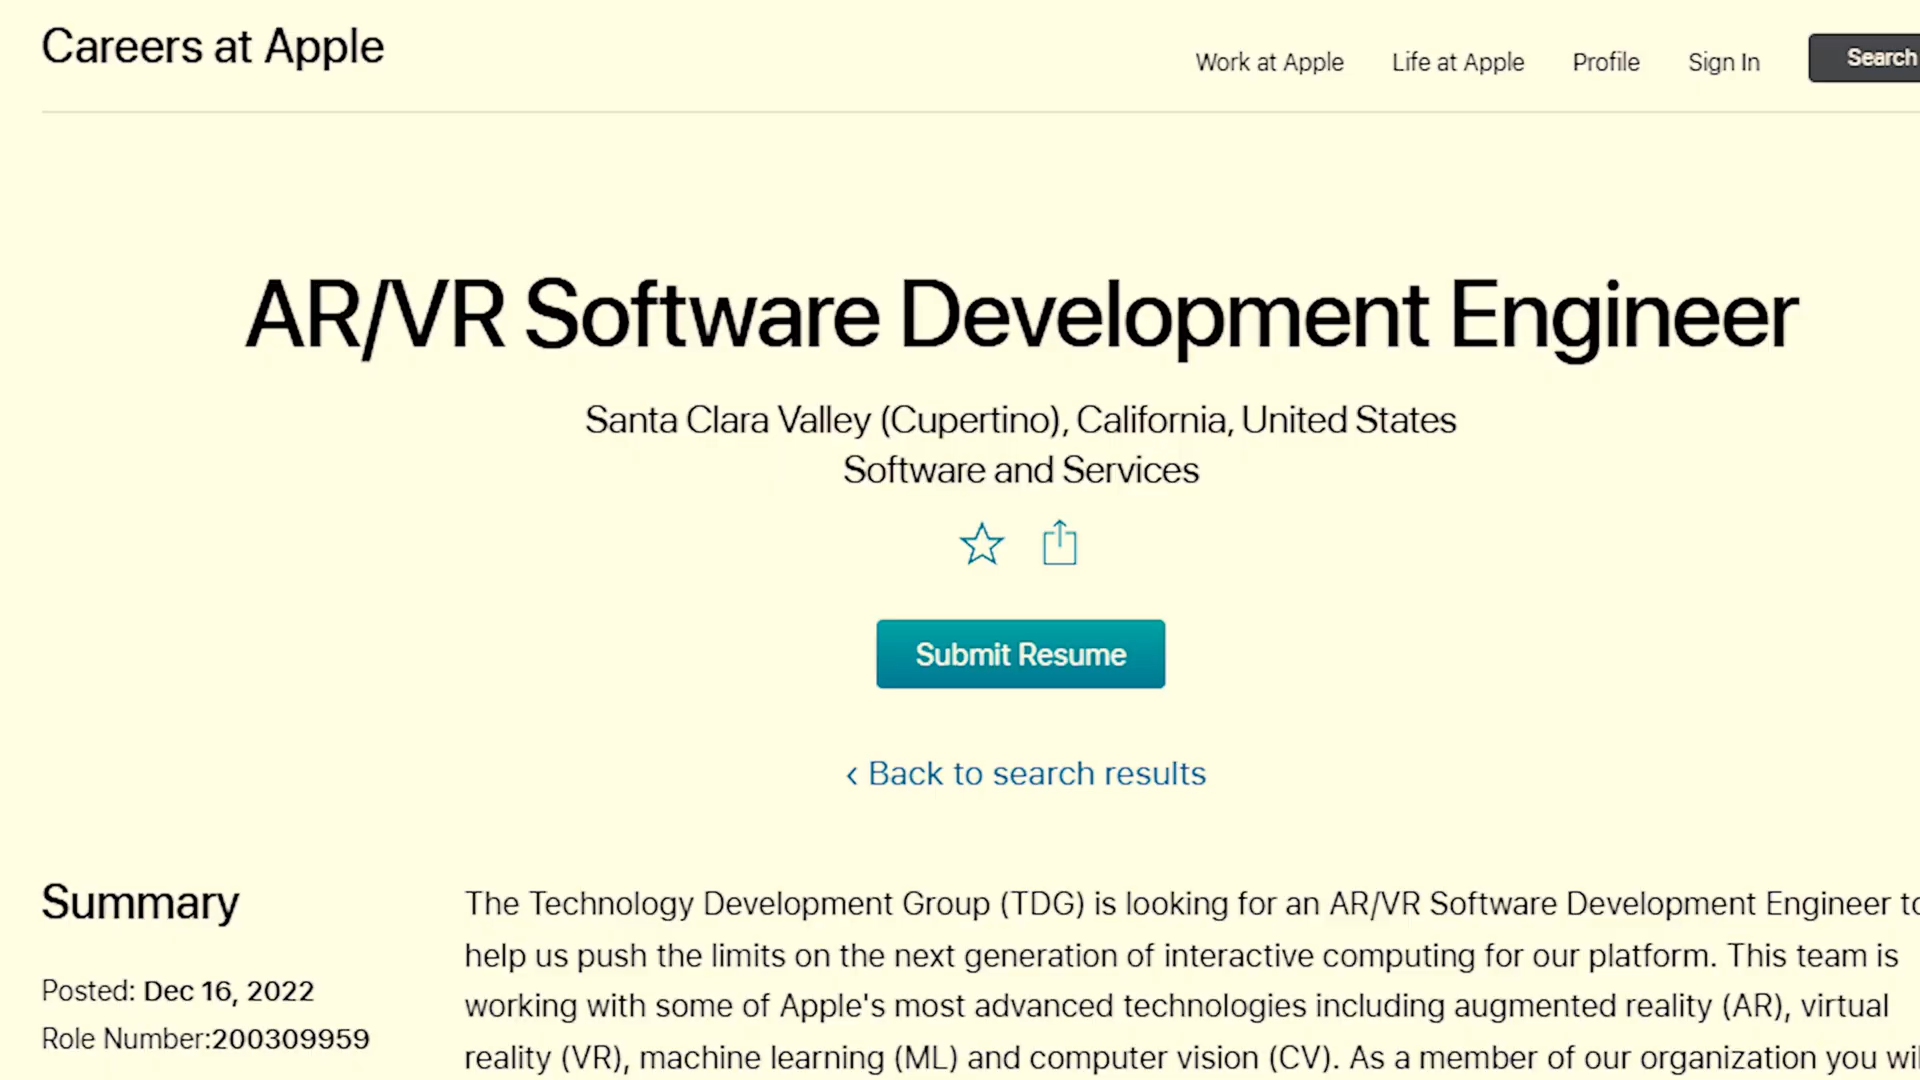 Careers at Apple
Work at Apple Life at Apple Profile Sign In Search
AR/VR Software Development Engineer
Santa Clara Valley (Cupertino), California, United States
Software and Services
Submit Resume
‹ Back to search results
Summary
Posted: Dec 16, 2022
Role Number:200309959
The Technology Development Group (TDG) is looking for an AR/VR Software Development Engineer to
help us push the limits on the next generation of interactive computing for our platform. This team is
working with some of Apple's most advanced technologies including augmented reality (AR), virtual
reality (VR), machine learning (ML) and computer vision (CV). As a member of our organization you